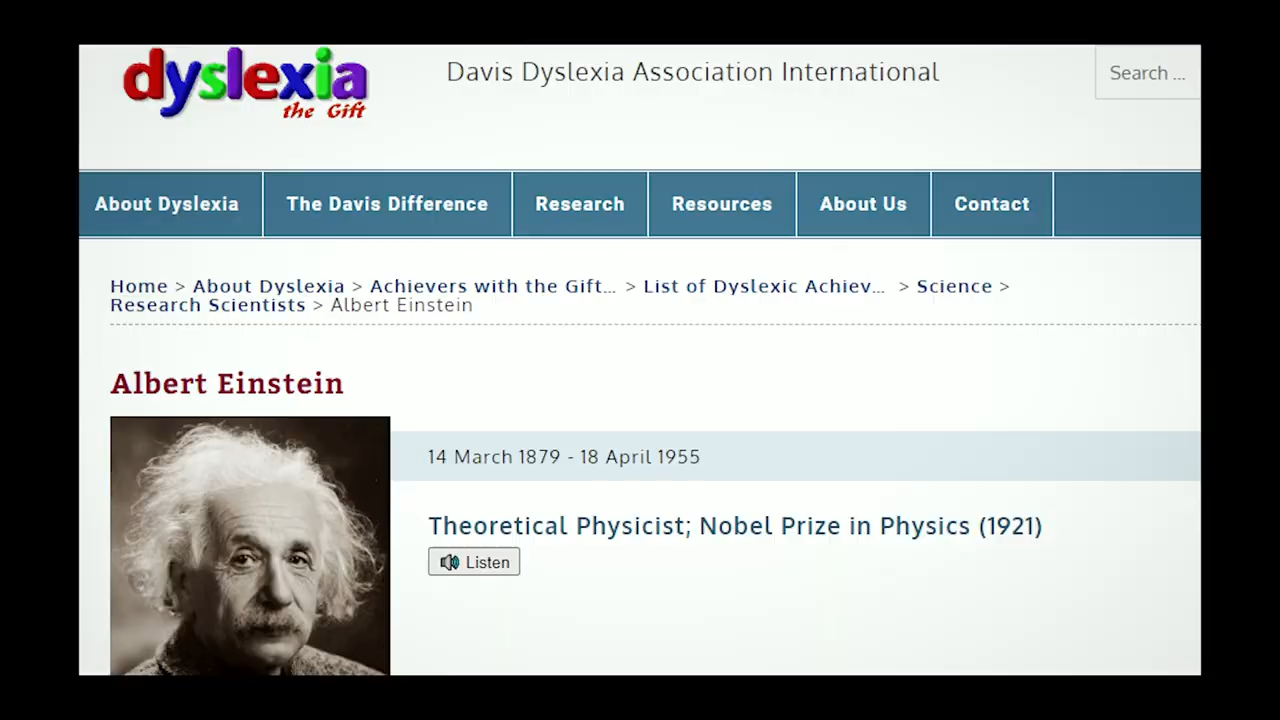 dyslexia
the Gift
Davis Dyslexia Association International
Search ...
About Dyslexia
The Davis Difference
Research
Resources
About Us
Contact
Home > About Dyslexia > Achievers with the Gift... > List of Dyslexic Achiev... > Science >
Research Scientists > Albert Einstein
Albert Einstein
14 March 1879 - 18 April 1955
Theoretical Physicist; Nobel Prize in Physics (1921)
Listen